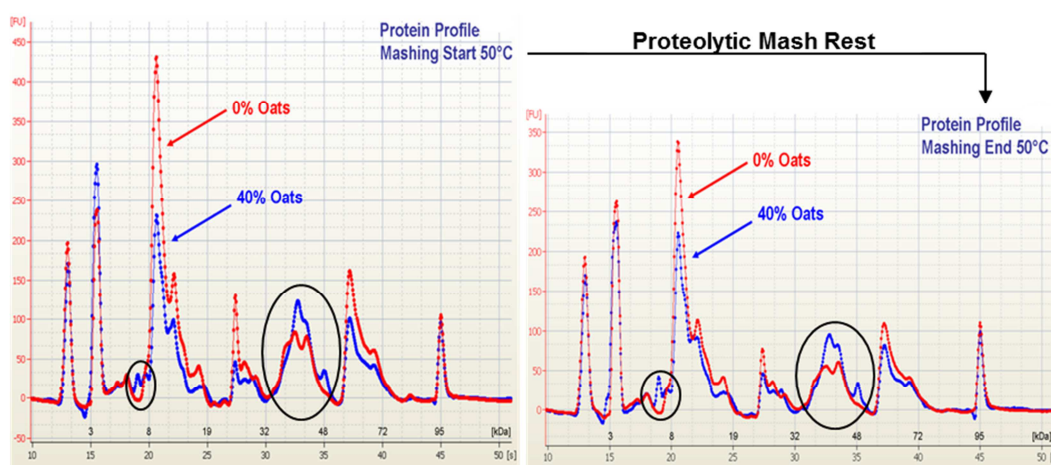 [FU]
Protein Profile
Mashing Start 50°C
450
400
350
300
250
200
150
100
50
0
-50
0% Oats
40% Oats
3 8 19 32 48 72 95 [kDa]
10 15 20 25 30 35 40 45 50 [s]
Proteolytic Mash Rest
[FU]
Protein Profile
Mashing End 50°C
350
300
250
200
150
100
50
0
0% Oats
40% Oats
3 8 19 32 48 72 95 [kDa]
10 15 20 25 30 35 40 45 50